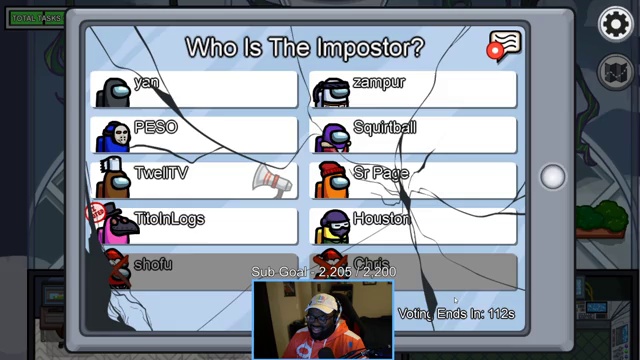 TOTAL TASKS
Who Is The Impostor?
yan
zampur
PESO
Squirtball
TwellTV
Sr Page
TitoInLogs
Houston
shofu
Chris
Sub Goal - 2,205 / 2,200
Voting Ends In: 112s